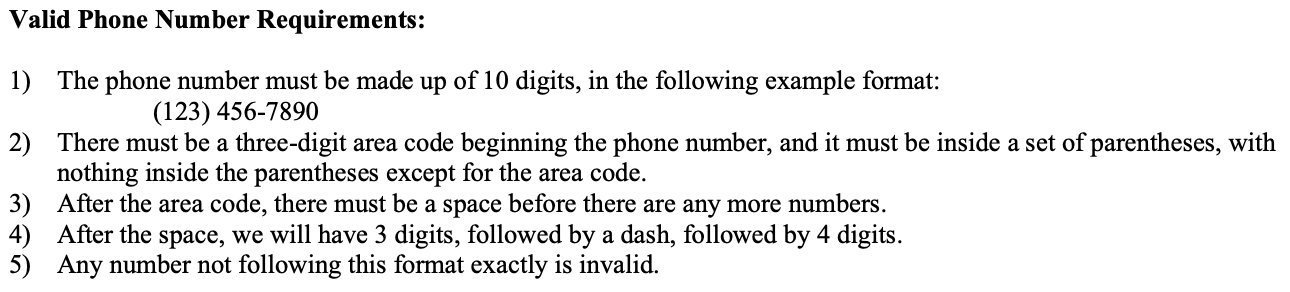 Valid Phone Number Requirements:
1) The phone number must be made up of 10 digits, in the following example format:
(123) 456-7890
2) There must be a three-digit area code beginning the phone number, and it must be inside a set of parentheses, with
nothing inside the parentheses except for the area code.
3) After the area code, there must be a space before there are any more numbers.
4) After the space, we will have 3 digits, followed by a dash, followed by 4 digits.
5) Any number not following this format exactly is invalid.